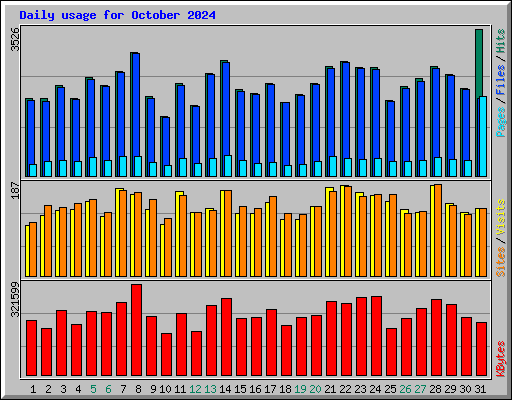 Daily usage for October 2024
3526
Pages / Files / Hits
187
Sites / Visits
321599
KBytes
1 2 3 4 5 6 7 8 9 10 11 12 13 14 15 16 17 18 19 20 21 22 23 24 25 26 27 28 29 30 31